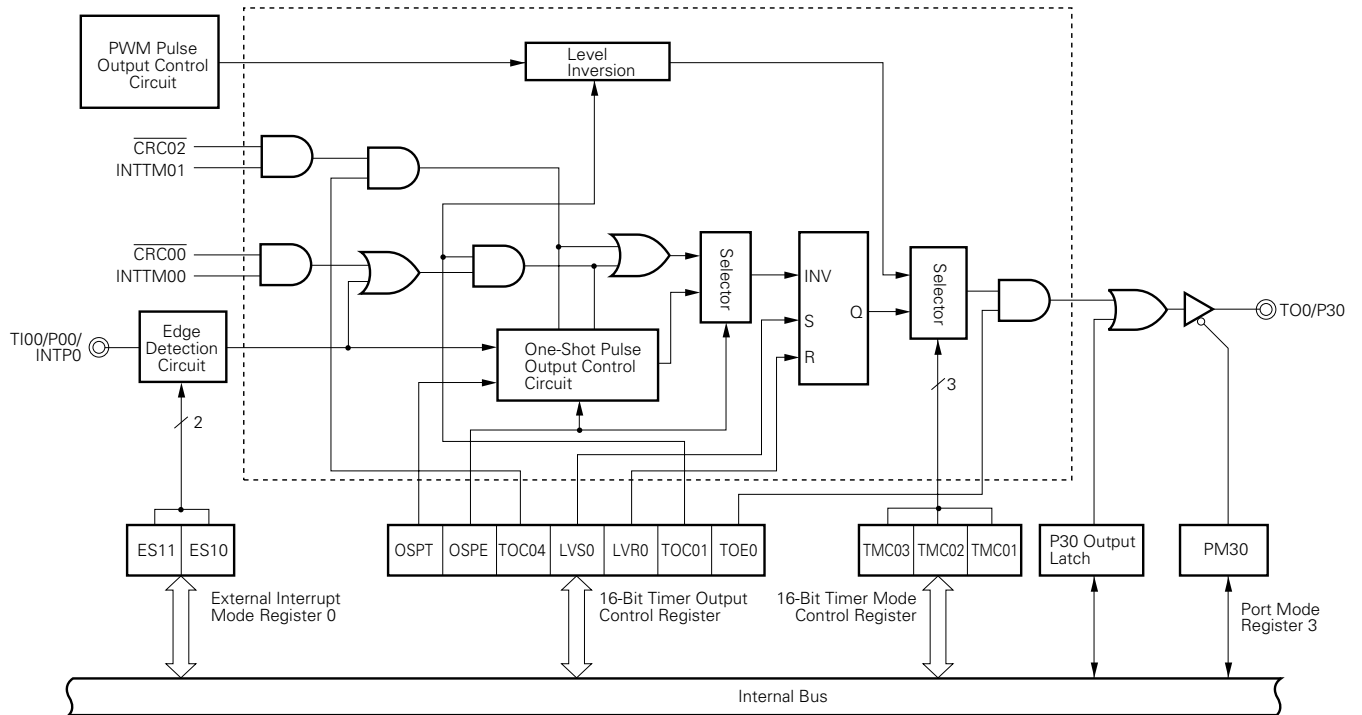 PWM Pulse
Output Control
Circuit
Level
Inversion
CRC02
INTTM01
CRC00
INTTM00
TI00/P00/
INTP0
Edge
Detection
Circuit
One-Shot Pulse
Output Control
Circuit
Selector
INV
S
R
Q
Selector
TO0/P30
2
3
ES11
ES10
OSPT
OSPE
TOC04
LVS0
LVR0
TOC01
TOE0
TMC03
TMC02
TMC01
P30 Output
Latch
PM30
External Interrupt
Mode Register 0
16-Bit Timer Output
Control Register
16-Bit Timer Mode
Control Register
Port Mode
Register 3
Internal Bus